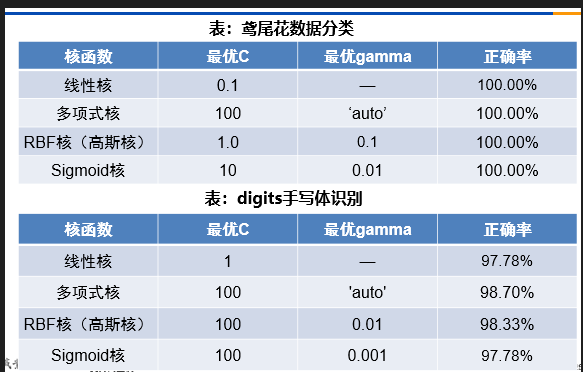 表：鸢尾花数据分类
核函数 最优C 最优gamma 正确率
线性核 0.1 — 100.00%
多项式核 100 ‘auto’ 100.00%
RBF核（高斯核） 1.0 0.1 100.00%
Sigmoid核 10 0.01 100.00%
表：digits手写体识别
核函数 最优C 最优gamma 正确率
线性核 1 — 97.78%
多项式核 100 'auto' 98.70%
RBF核（高斯核） 100 0.01 98.33%
Sigmoid核 100 0.001 97.78%